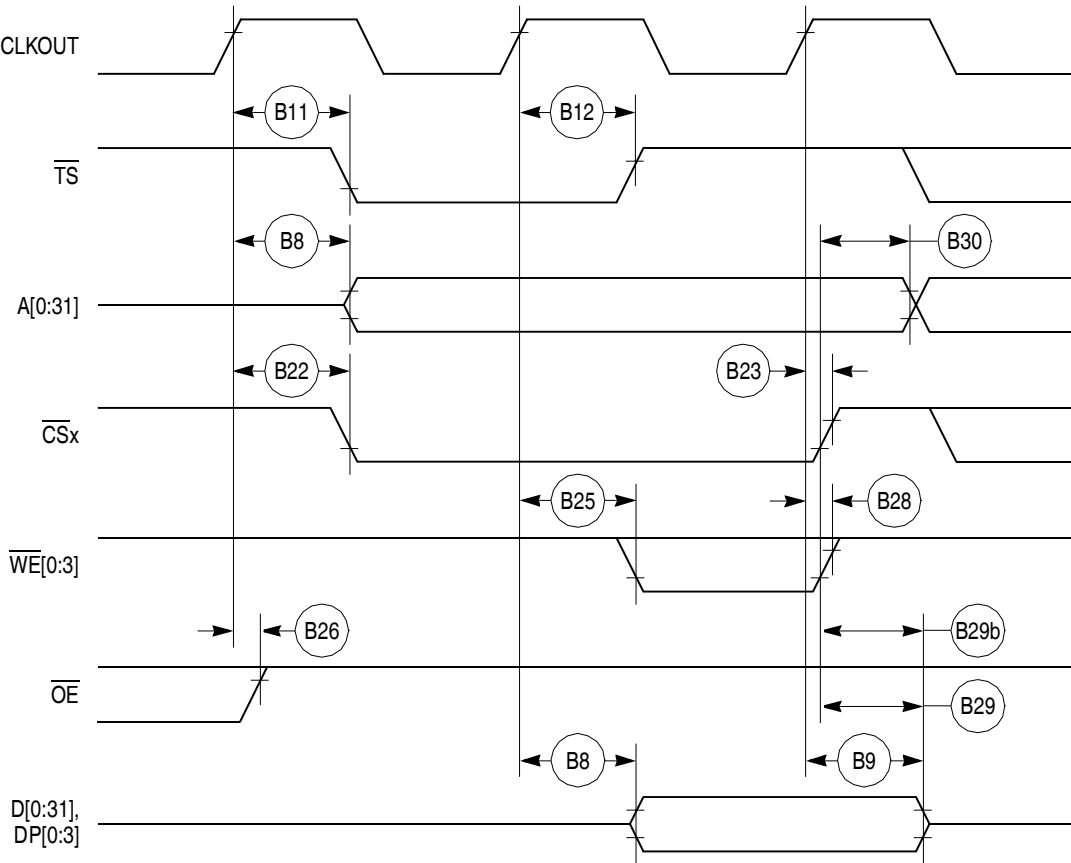 CLKOUT
B11
B12
TS
B8
B30
A[0:31]
B22
B23
CSx
B25
B28
WE[0:3]
B26
B29b
OE
B29
B8
B9
D[0:31],
DP[0:3]